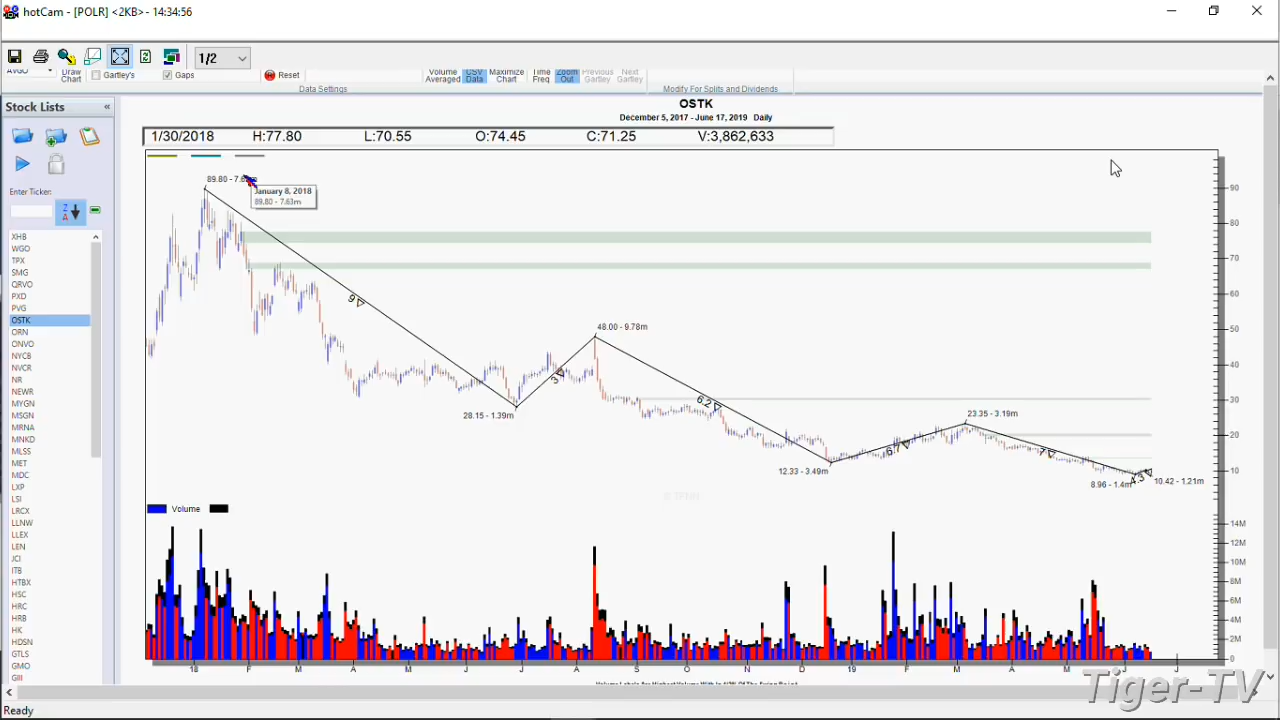 hotCam - [POLR] <2KB> - 14:34:56
1/2
Draw Chart
Gartley's
Gaps
Reset
Volume Averaged
CSV Data
Maximize Chart
Time Freq
Zoom Out
Previous Gartley
Next Gartley
Data Settings
Modify For Splits and Dividends
Stock Lists
«
Enter Ticker:
XHB
WGO
TPX
SMG
QRVO
PXD
PVG
OSTK
ORN
ONVO
NYCB
NVCR
NR
NEWR
MYGN
MSGN
MRNA
MNKD
MLSS
MET
MDC
LXP
LSI
LRCX
LLNW
LLEX
LEN
JCI
ITB
HTBX
HSC
HRC
HRB
HK
HOSN
GTLS
GMO
GIII
OSTK
December 5, 2017 - June 17, 2019 Daily
1/30/2018 H:77.80 L:70.55 O:74.45 C:71.25 V:3,862,633
January 8, 2018
89.80 - 7.63m
9
28.15 - 1.39m
3
48.00 - 9.78m
6.2
12.33 - 3.49m
23.35 - 3.19m
7
10.42 - 1.21m
90
80
70
60
50
40
30
20
10
Volume
14M
12M
10M
8M
6M
4M
2M
0
18 F M A M J J A S O N D 19 F M A M J J
Tiger-TV
Ready